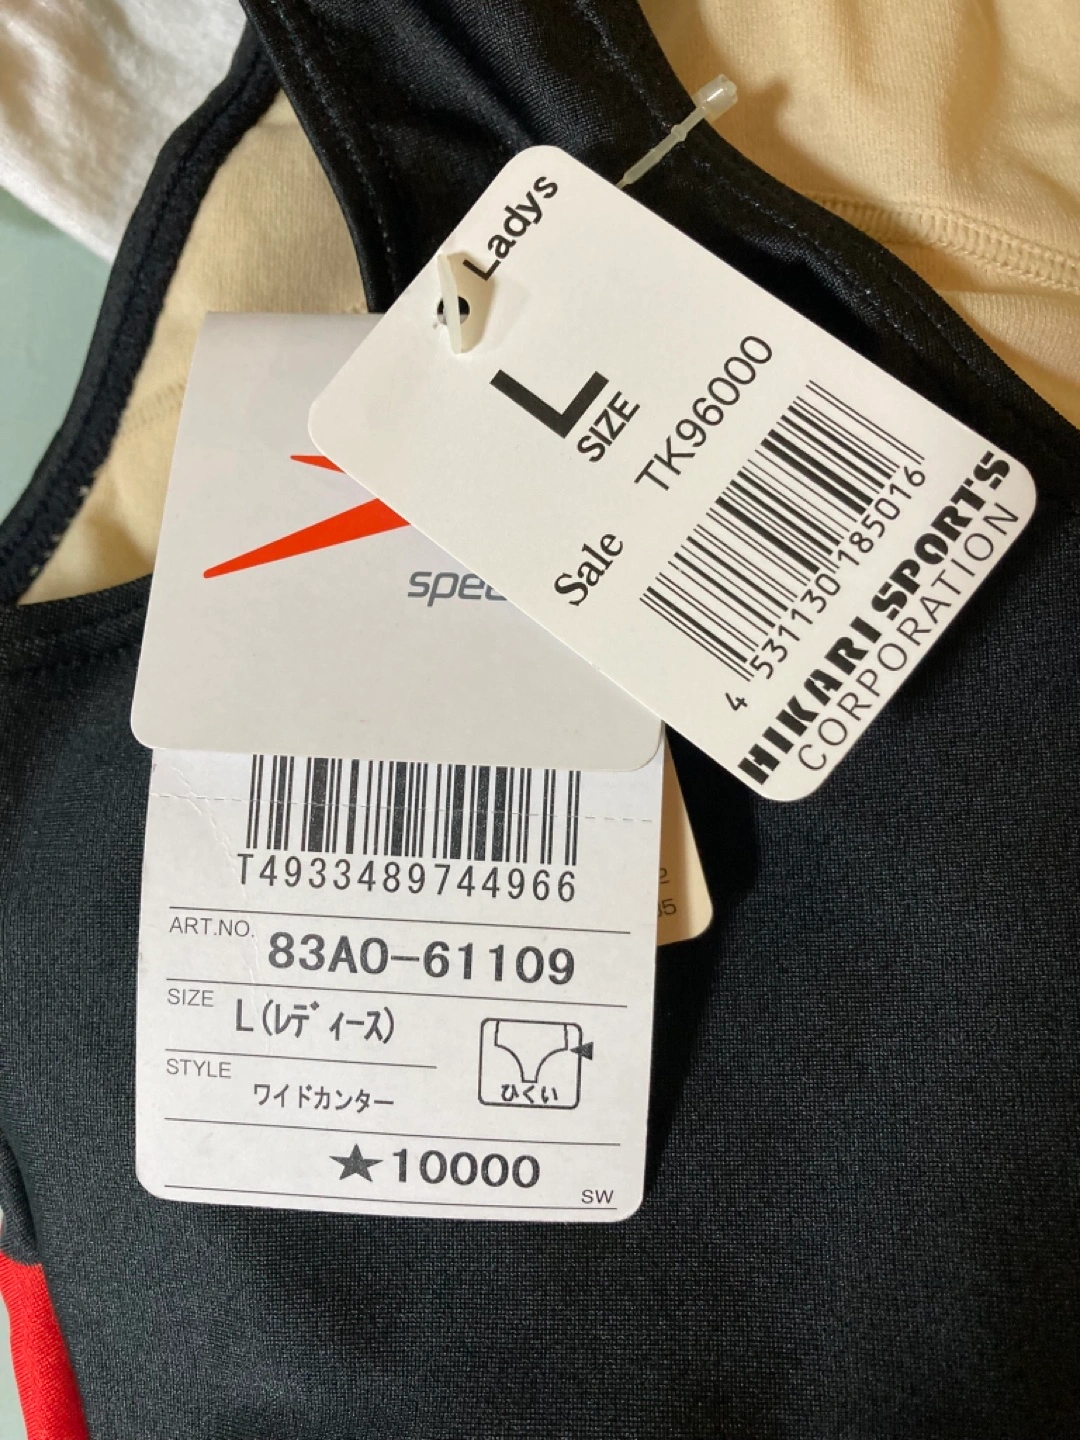 Ladys
L
SIZE
TK96000
Sale
4 531130 185016
HIKARI SPORTS
CORPORATION
T4933489744966
ART.NO.
83A0-61109
SIZE
L(レディース)
STYLE
ワイドカンター
ひくい
★10000
SW